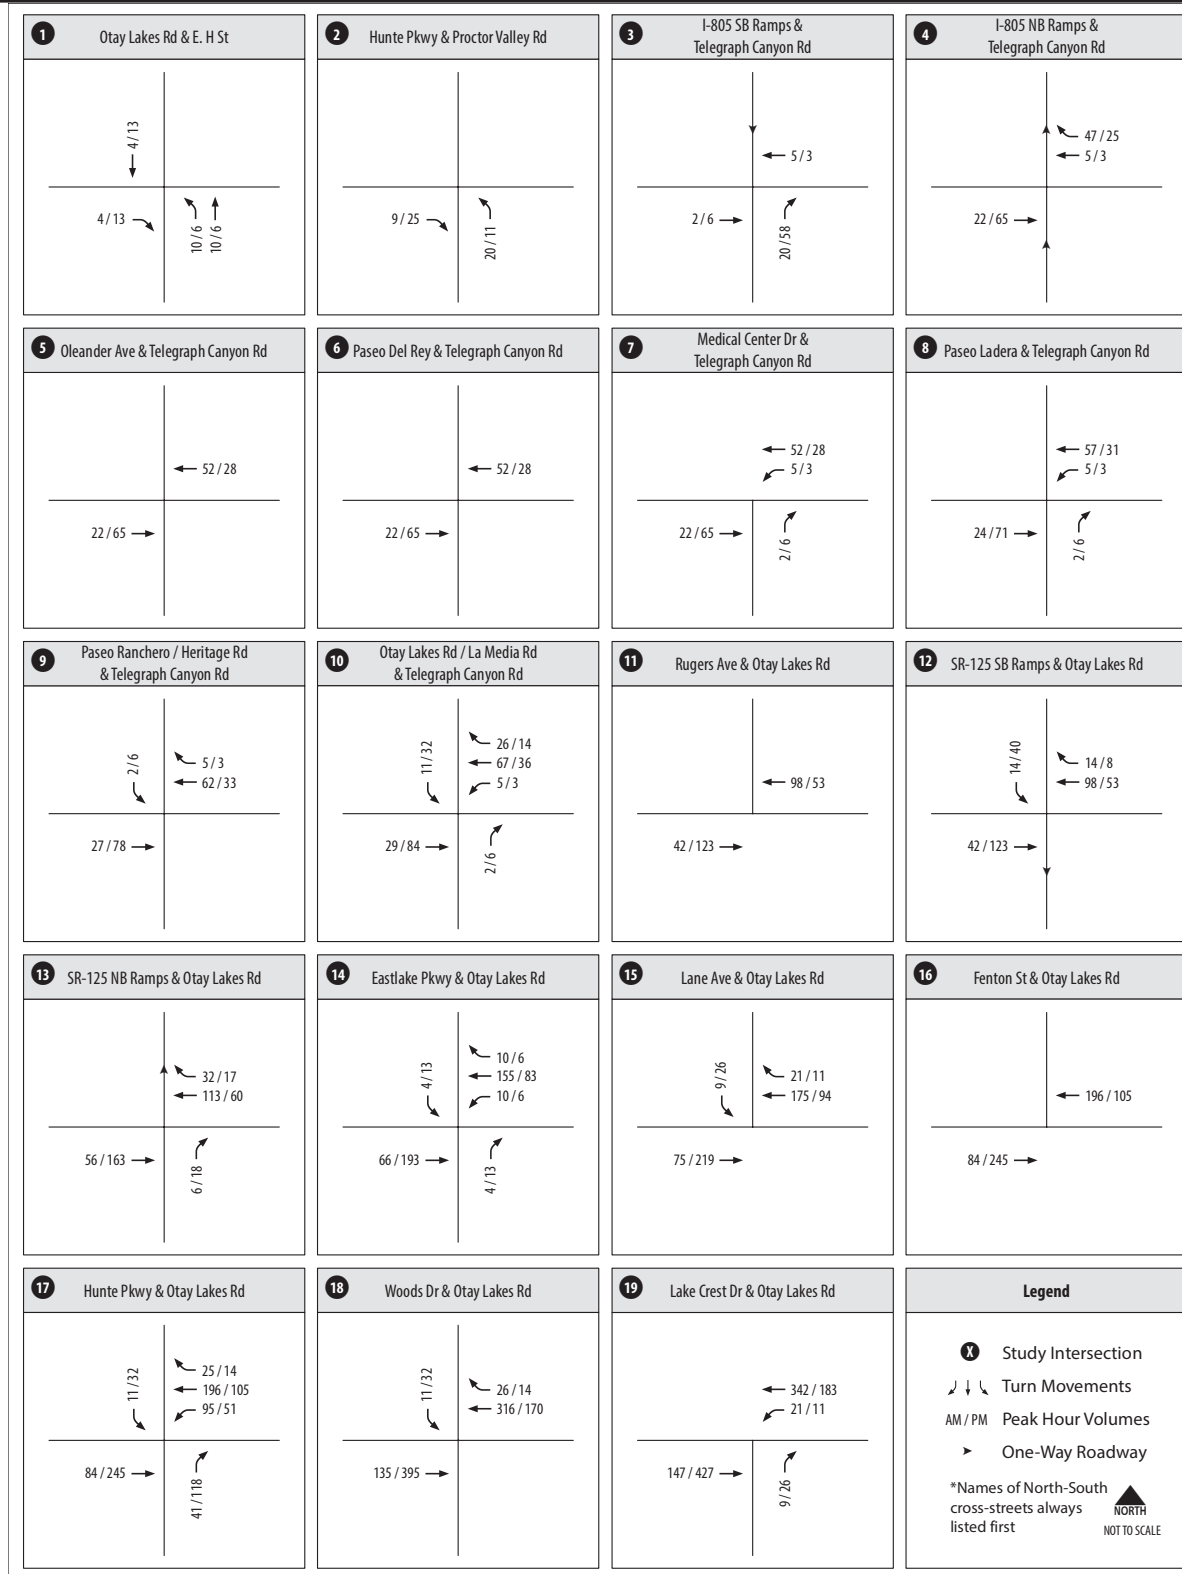 1 Otay Lakes Rd & E. H St
4 / 13
4 / 13
10 / 6
10 / 6
2 Hunte Pkwy & Proctor Valley Rd
9 / 25
20 / 11
3 I-805 SB Ramps &
Telegraph Canyon Rd
5 / 3
2 / 6
20 / 58
4 I-805 NB Ramps &
Telegraph Canyon Rd
47 / 25
5 / 3
22 / 65
5 Oleander Ave & Telegraph Canyon Rd
52 / 28
22 / 65
6 Paseo Del Rey & Telegraph Canyon Rd
52 / 28
22 / 65
7 Medical Center Dr &
Telegraph Canyon Rd
52 / 28
5 / 3
22 / 65
2 / 6
8 Paseo Ladera & Telegraph Canyon Rd
57 / 31
5 / 3
24 / 71
2 / 6
9 Paseo Ranchero / Heritage Rd
& Telegraph Canyon Rd
2 / 6
5 / 3
62 / 33
27 / 78
10 Otay Lakes Rd / La Media Rd
& Telegraph Canyon Rd
11 / 32
26 / 14
67 / 36
5 / 3
29 / 84
2 / 6
11 Rugers Ave & Otay Lakes Rd
98 / 53
42 / 123
12 SR-125 SB Ramps & Otay Lakes Rd
14 / 40
14 / 8
98 / 53
42 / 123
13 SR-125 NB Ramps & Otay Lakes Rd
32 / 17
113 / 60
56 / 163
6 / 18
14 Eastlake Pkwy & Otay Lakes Rd
4 / 13
10 / 6
155 / 83
10 / 6
66 / 193
4 / 13
15 Lane Ave & Otay Lakes Rd
9 / 26
21 / 11
175 / 94
75 / 219
16 Fenton St & Otay Lakes Rd
196 / 105
84 / 245
17 Hunte Pkwy & Otay Lakes Rd
11 / 32
25 / 14
196 / 105
95 / 51
84 / 245
41 / 118
18 Woods Dr & Otay Lakes Rd
11 / 32
26 / 14
316 / 170
135 / 395
19 Lake Crest Dr & Otay Lakes Rd
342 / 183
21 / 11
147 / 427
9 / 26
Legend
X Study Intersection
Turn Movements
AM / PM Peak Hour Volumes
One-Way Roadway
*Names of North-South
cross-streets always
listed first
NORTH
NOT TO SCALE